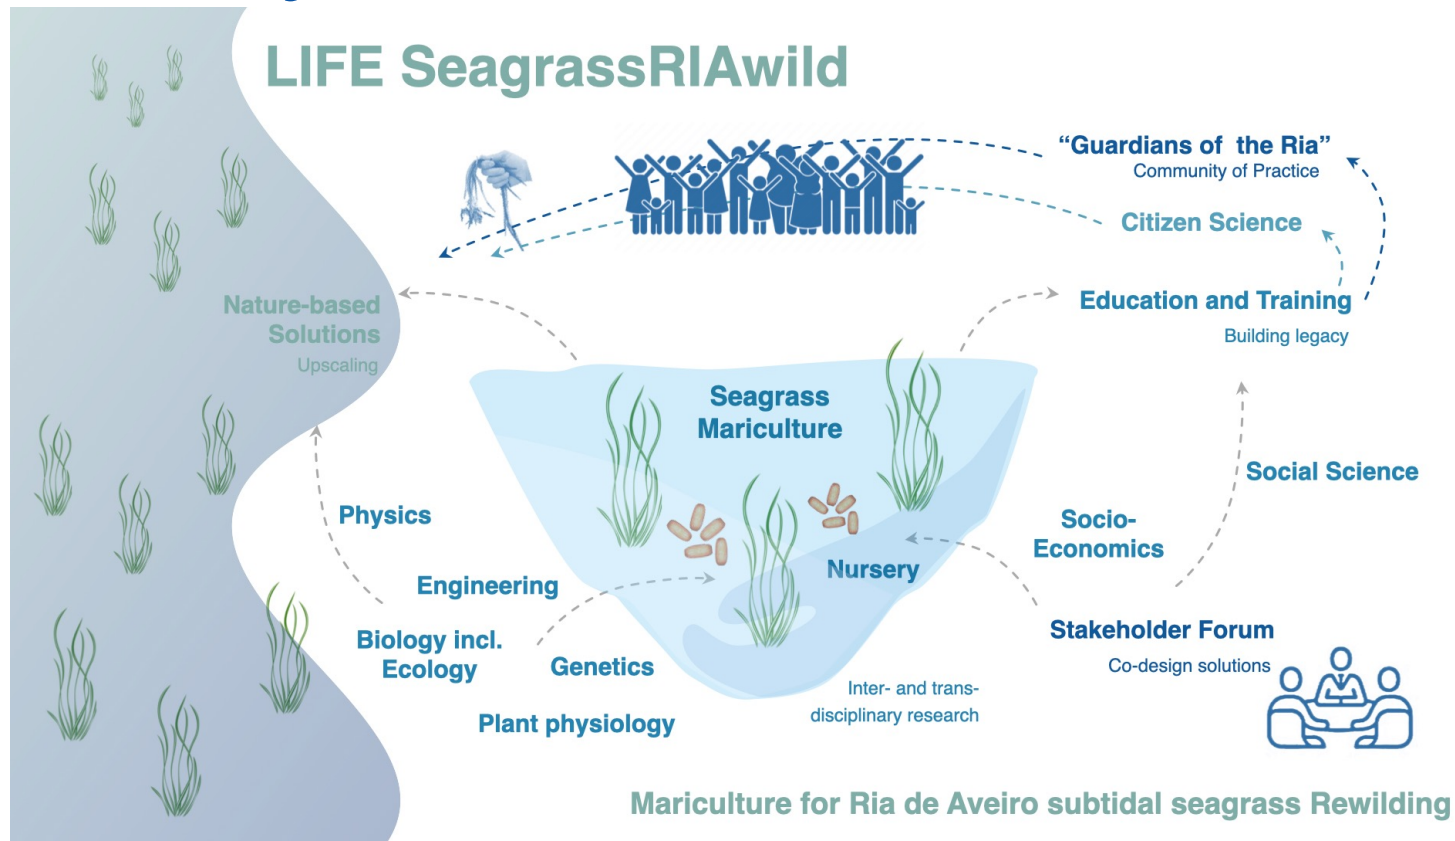 LIFE SeagrassRIAwild
“Guardians of the Ria”
Community of Practice
Citizen Science
Education and Training
Building legacy
Nature-based
Solutions
Upscaling
Seagrass
Mariculture
Nursery
Physics
Engineering
Biology incl.
Ecology
Genetics
Plant physiology
Inter- and trans-
disciplinary research
Social Science
Socio-
Economics
Stakeholder Forum
Co-design solutions
Mariculture for Ria de Aveiro subtidal seagrass Rewilding